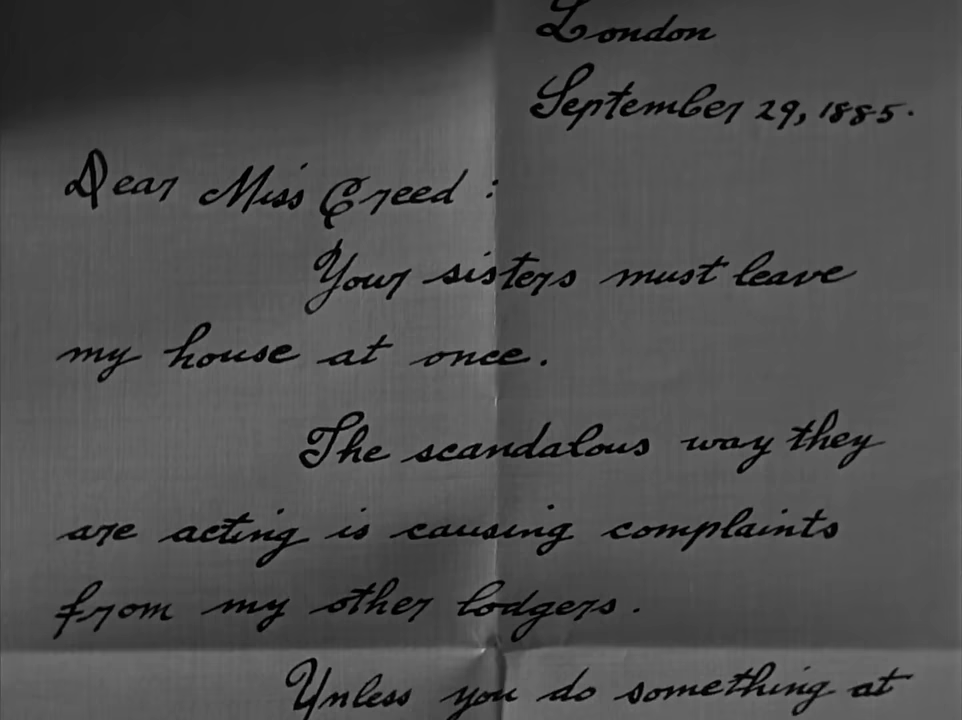 London
September 29, 1885.
Dear Miss Creed :
Your sisters must leave
my house at once.
The scandalous way they
are acting is causing complaints
from my other lodgers.
Unless you do something at